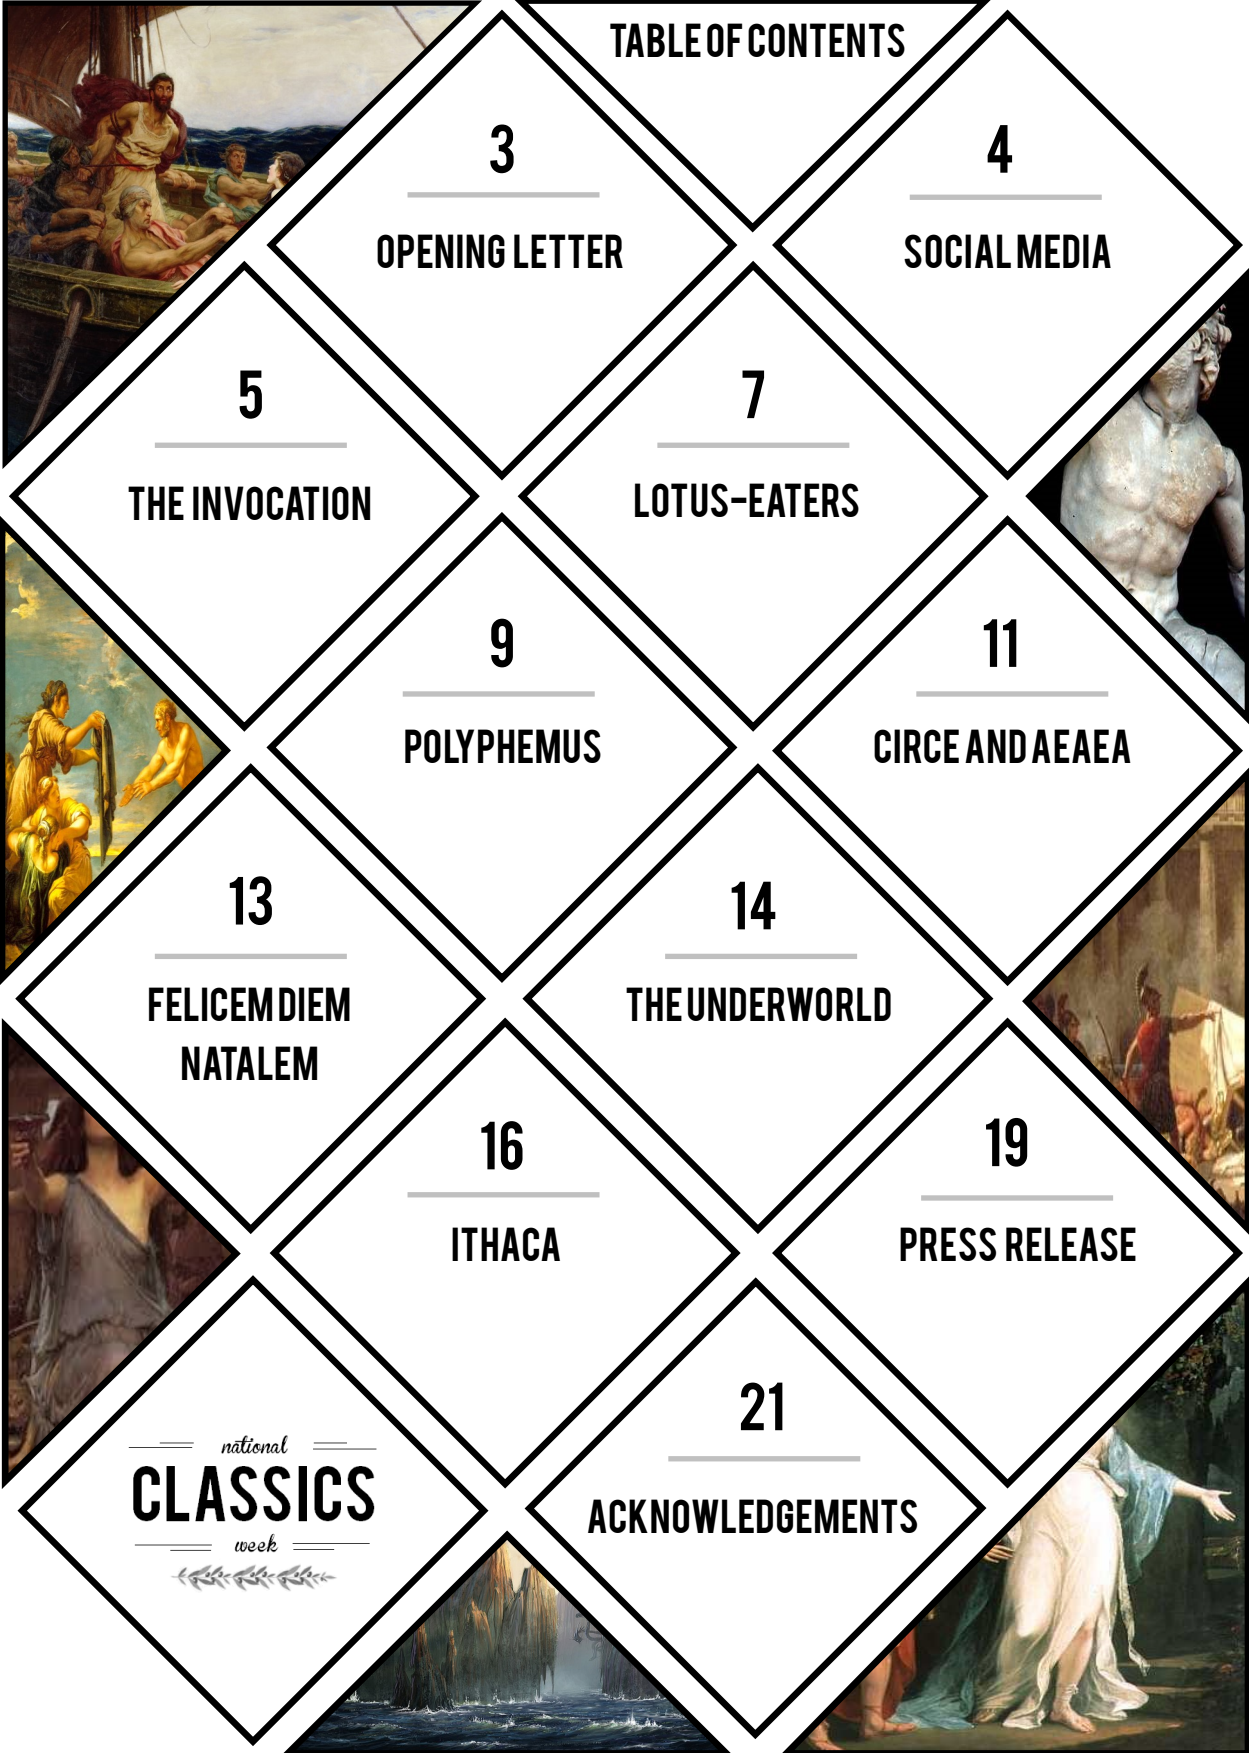 TABLE OF CONTENTS
3
OPENING LETTER
4
SOCIAL MEDIA
5
THE INVOCATION
7
LOTUS-EATERS
9
POLYPHEMUS
11
CIRCE AND AEAEA
13
FELICEM DIEM
NATALEM
14
THE UNDERWORLD
16
ITHACA
19
PRESS RELEASE
21
ACKNOWLEDGEMENTS
national
CLASSICS
week